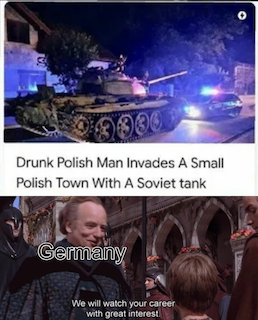 Drunk Polish Man Invades A Small
Polish Town With A Soviet tank
Germany
We will watch your career
with great interest.